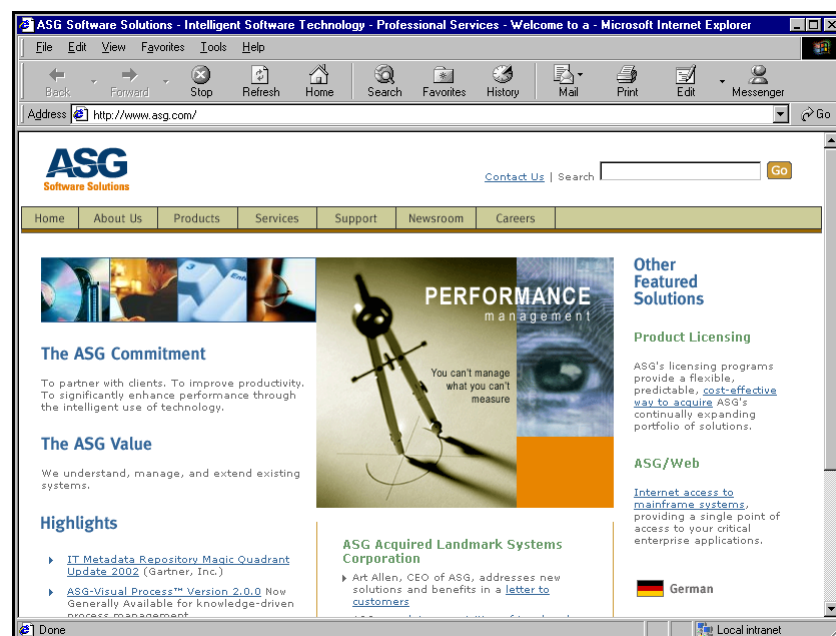 ASG Software Solutions - Intelligent Software Technology - Professional Services - Welcome to a - Microsoft Internet Explorer
File Edit View Favorites Tools Help
Back Forward Stop Refresh Home Search Favorites History Mail Print Edit Messenger
Address http://www.asg.com/ Go
ASG
Software Solutions
Contact Us | Search Go
Home About Us Products Services Support Newsroom Careers
PERFORMANCE
management
You can't manage
what you can't
measure
The ASG Commitment
To partner with clients. To improve productivity.
To significantly enhance performance through
the intelligent use of technology.
The ASG Value
We understand, manage, and extend existing
systems.
Highlights
IT Metadata Repository Magic Quadrant
Update 2002 (Gartner, Inc.)
ASG-Visual Process™ Version 2.0.0 Now
Generally Available for knowledge-driven
process management
ASG Acquired Landmark Systems
Corporation
Art Allen, CEO of ASG, addresses new
solutions and benefits in a letter to
customers
Other
Featured
Solutions
Product Licensing
ASG's licensing programs
provide a flexible,
predictable, cost-effective
way to acquire ASG's
continually expanding
portfolio of solutions.
ASG/Web
Internet access to
mainframe systems,
providing a single point of
access to your critical
enterprise applications.
German
Done Local intranet